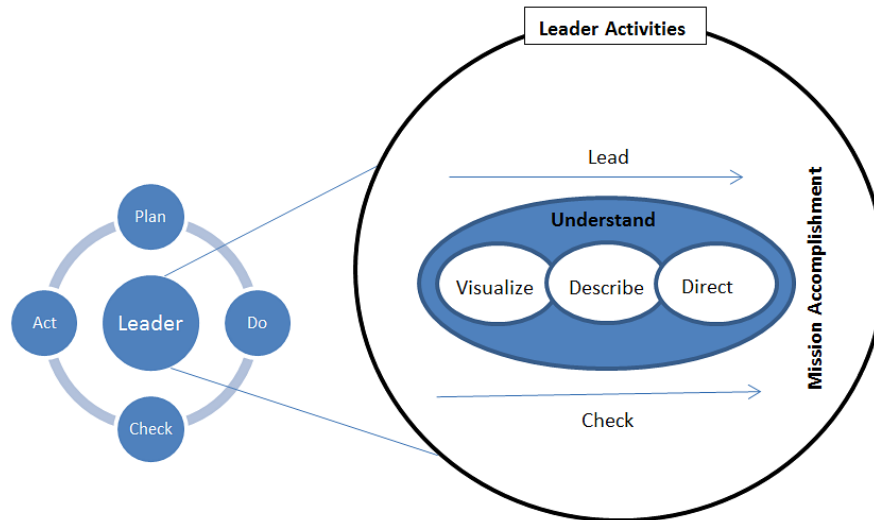 Leader Activities
Lead
Understand
Visualize
Describe
Direct
Check
Mission Accomplishment
Plan
Act
Leader
Do
Check